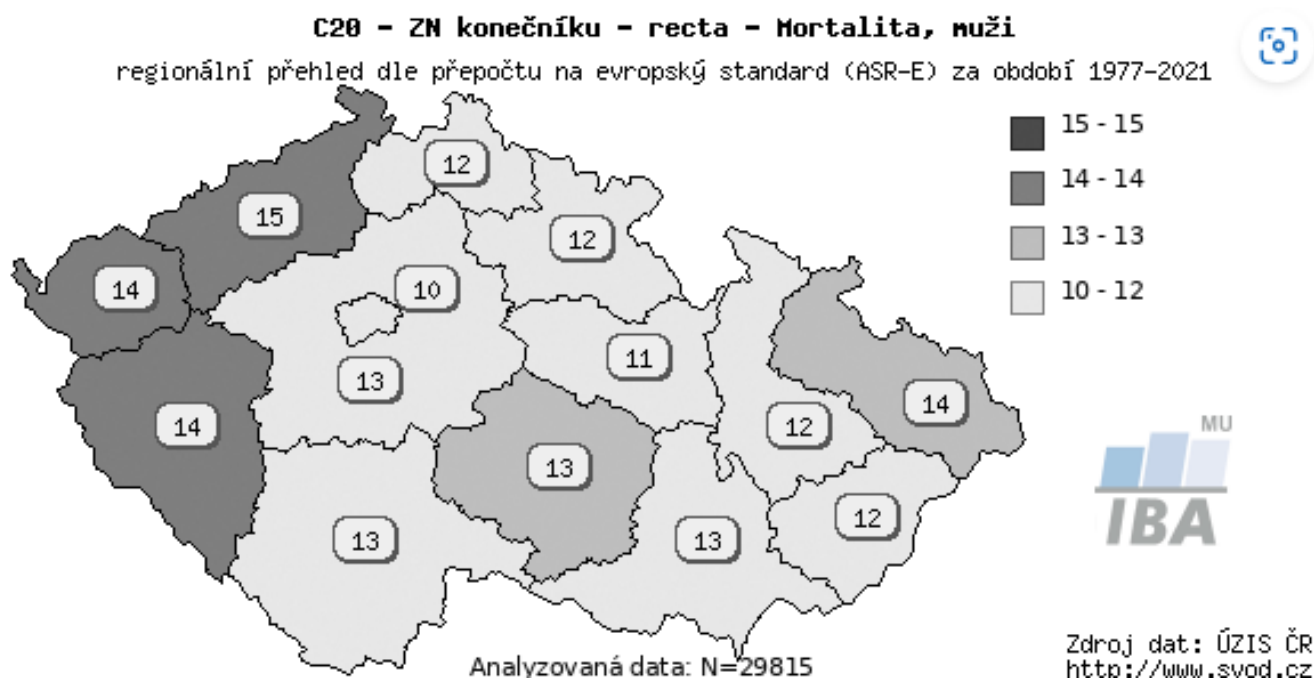 C20 - ZN konečníku - recta - Mortalita, muži
regionální přehled dle přepočtu na evropský standard (ASR-E) za období 1977-2021
15 - 15
14 - 14
13 - 13
10 - 12
12
15
12
14
10
11
13
14
14
12
13
12
13
13
MU
IBA
Analyzovaná data: N=29815
Zdroj dat: ÚZIS ČR
http://www.svod.cz